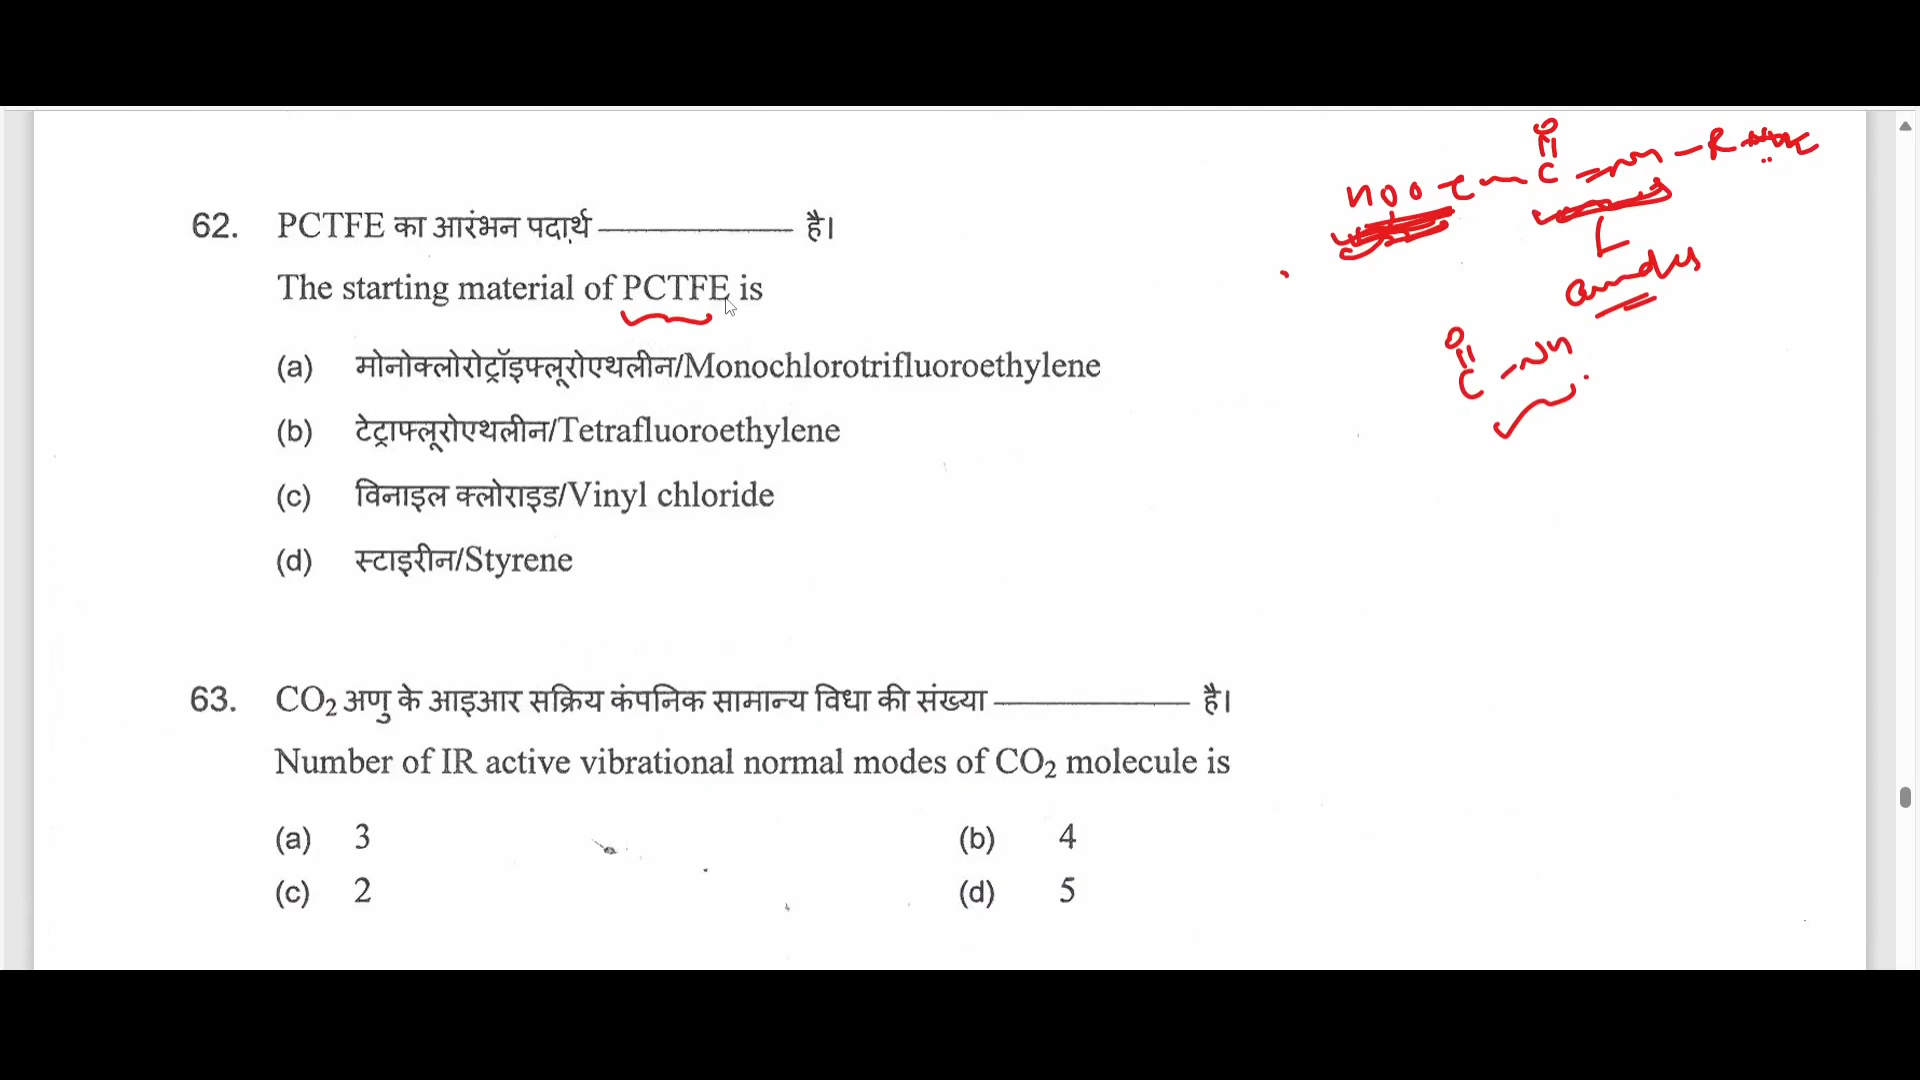 62. PCTFE का आरंभन पदार्थ ————— है।
The starting material of PCTFE is
(a) मोनोक्लोरोट्रॉइफ्लूरोएथलीन/Monochlorotrifluoroethylene
(b) टेट्राफ्लूरोएथलीन/Tetrafluoroethylene
(c) विनाइल क्लोराइड/Vinyl chloride
(d) स्टाइरीन/Styrene
63. CO₂ अणु के आइआर सक्रिय कंपनिक सामान्य विधा की संख्या ————— है।
Number of IR active vibrational normal modes of CO₂ molecule is
(a) 3 (b) 4
(c) 2 (d) 5
O
C
O
C